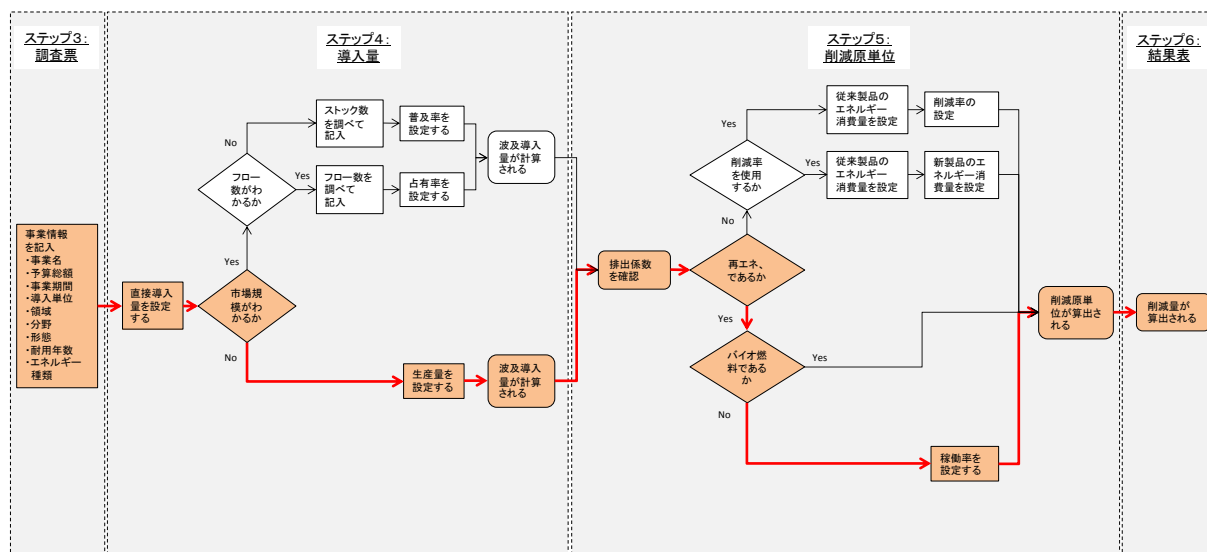 ステップ3:
調査票
事業情報
を記入
・事業名
・予算総額
・事業期間
・導入単位
・領域
・分野
・形態
・耐用年数
・エネルギー
種類
ステップ4:
導入量
直接導入
量を設定
する
市場規
模がわ
かるか
Yes
No
フロー
数がわ
かるか
No
Yes
ストック数
を調べて
記入
普及率を
設定する
フロー数を
調べて
記入
占有率を
設定する
波及導入
量が計算
される
生産量を
設定する
波及導入
量が計算
される
ステップ5:
削減原単位
排出係数
を確認
再エネ、
であるか
No
Yes
削減率
を使用
するか
Yes
Yes
従来製品の
エネルギー
消費量を設定
削減率の
設定
従来製品の
エネルギー
消費量を設定
新製品のエ
ネルギー消
費量を設定
バイオ燃
料である
か
Yes
No
稼働率を
設定する
削減原単
位が算出さ
れる
ステップ6:
結果表
削減量が
算出される